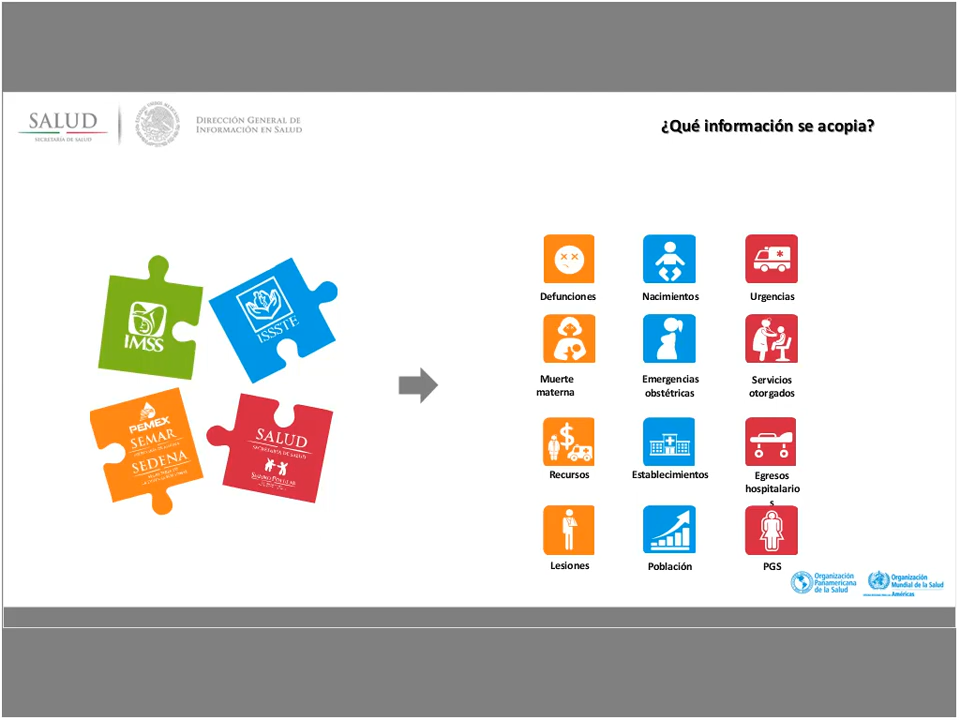 SALUD
SECRETARÍA DE SALUD
DIRECCIÓN GENERAL DE
INFORMACIÓN EN SALUD
¿Qué información se acopia?
IMSS
ISSSTE
PEMEX
SEMAR
SEDENA
SALUD
SECRETARÍA DE SALUD
SEGURO POPULAR
Defunciones
Nacimientos
Urgencias
Muerte
materna
Emergencias
obstétricas
Servicios
otorgados
Recursos
Establecimientos
Egresos
hospitalario
s
Lesiones
Población
PGS
Organización
Panamericana
de la Salud
Organización
Mundial de la Salud
Américas